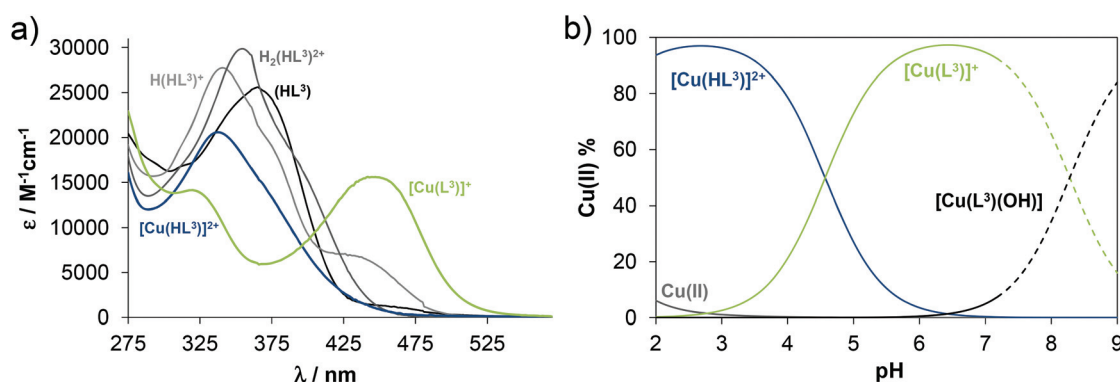 a)
30000
25000
20000
15000
10000
5000
0
ε / M⁻¹cm⁻¹
H(HL³)⁺
H₂(HL³)²⁺
(HL³)
[Cu(L³)]⁺
[Cu(HL³)]²⁺
275 325 375 425 475 525
λ / nm
b)
100
80
60
40
20
0
Cu(II) %
[Cu(HL³)]²⁺
[Cu(L³)]⁺
[Cu(L³)(OH)]
Cu(II)
2 3 4 5 6 7 8 9
pH